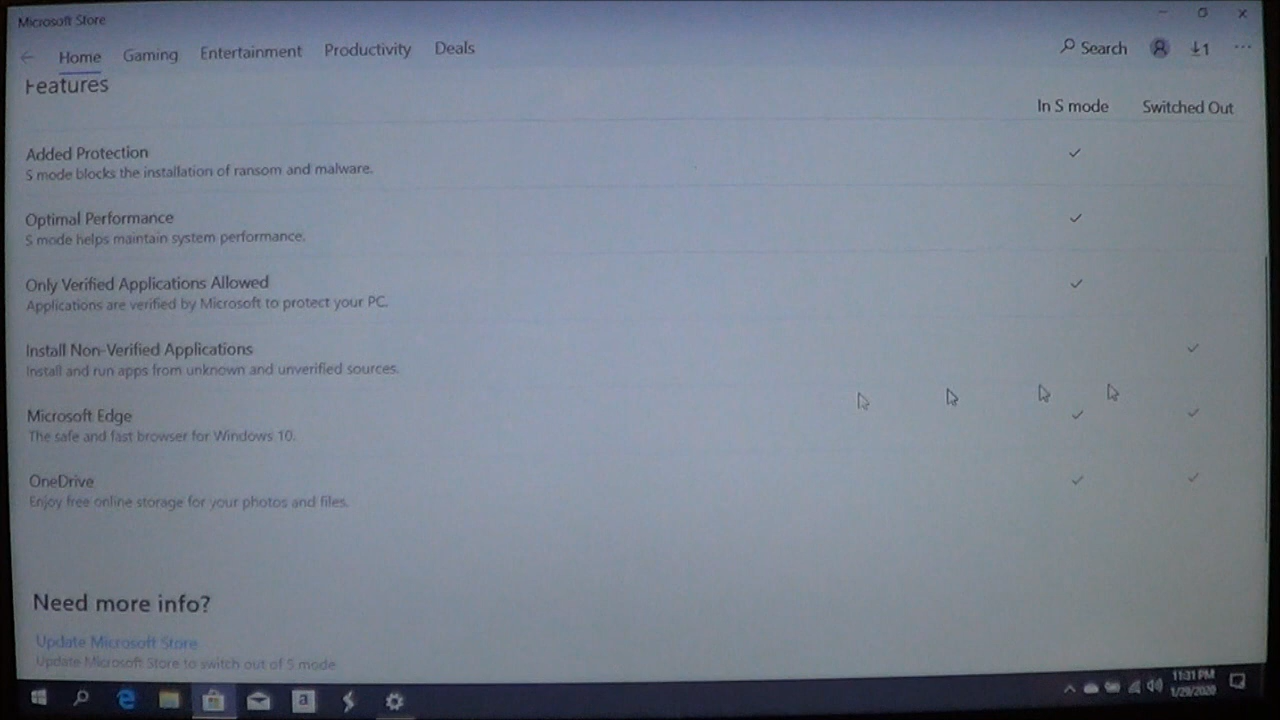 Microsoft Store
Home Gaming Entertainment Productivity Deals Search 1
Features
In S mode Switched Out
Added Protection
S mode blocks the installation of ransom and malware.
Optimal Performance
S mode helps maintain system performance.
Only Verified Applications Allowed
Applications are verified by Microsoft to protect your PC.
Install Non-Verified Applications
Install and run apps from unknown and unverified sources.
Microsoft Edge
The safe and fast browser for Windows 10.
OneDrive
Enjoy free online storage for your photos and files.
Need more info?
Update Microsoft Store
Update Microsoft Store to switch out of S mode
a
11:31 PM
1/29/2020